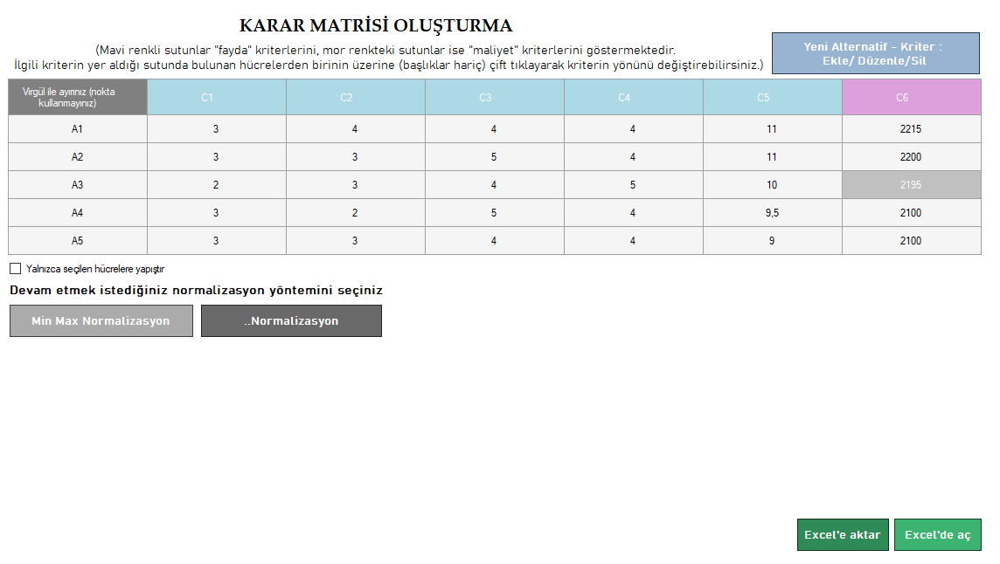 KARAR MATRİSİ OLUŞTURMA
(Mavi renkli sutunlar "fayda" kriterlerini, mor renkteki sutunlar ise "maliyet" kriterlerini göstermektedir.
İlgili kriterin yer aldığı sutunda bulunan hücrelerden birinin üzerine (başlıklar hariç) çift tıklayarak kriterin yönünü değiştirebilirsiniz.)
Yeni Alternatif – Kriter :
Ekle/ Düzenle/Sil
Virgül ile ayırınız (nokta
kullanmayınız)
C1 C2 C3 C4 C5 C6
A1 3 4 4 4 11 2215
A2 3 3 5 4 11 2200
A3 2 3 4 5 10 2195
A4 3 2 5 4 9,5 2100
A5 3 3 4 4 9 2100
Yalnızca seçilen hücrelere yapıştır
Devam etmek istediğiniz normalizasyon yöntemini seçiniz
Min Max Normalizasyon ..Normalizasyon
Excel'e aktar Excel'de aç